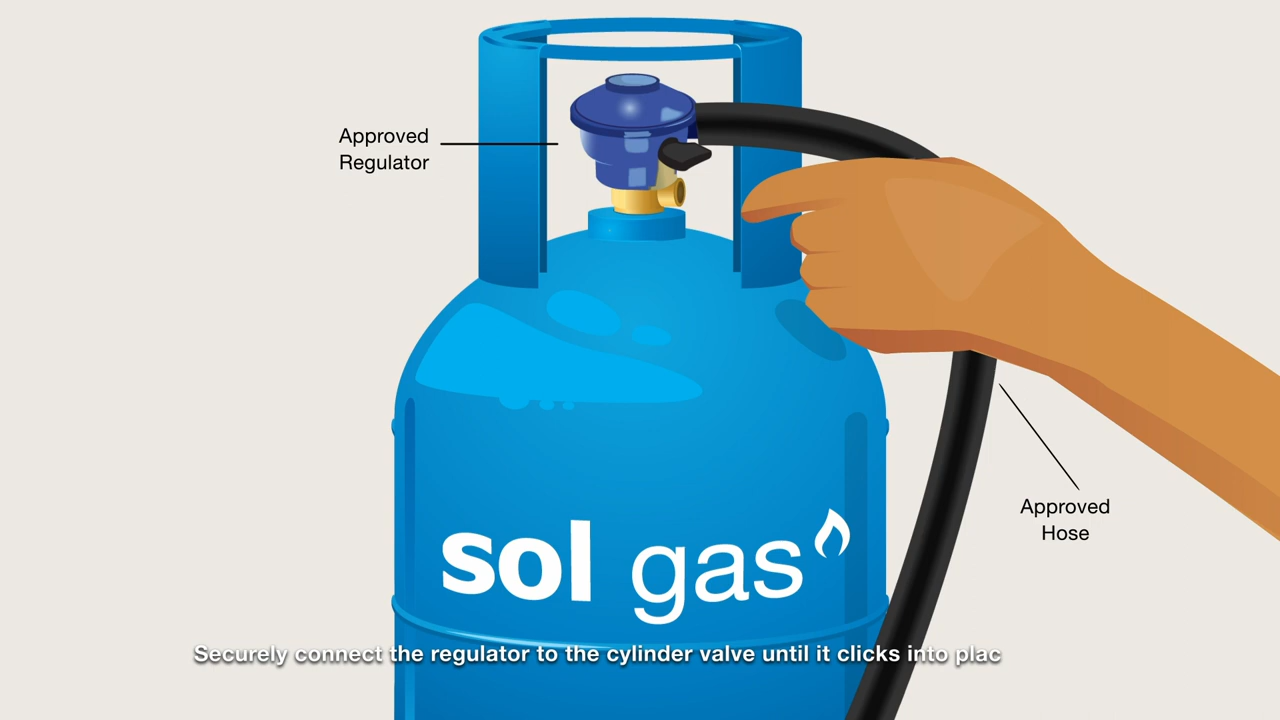 Approved
Regulator
Approved
Hose
sol gas
Securely connect the regulator to the cylinder valve until it clicks into plac